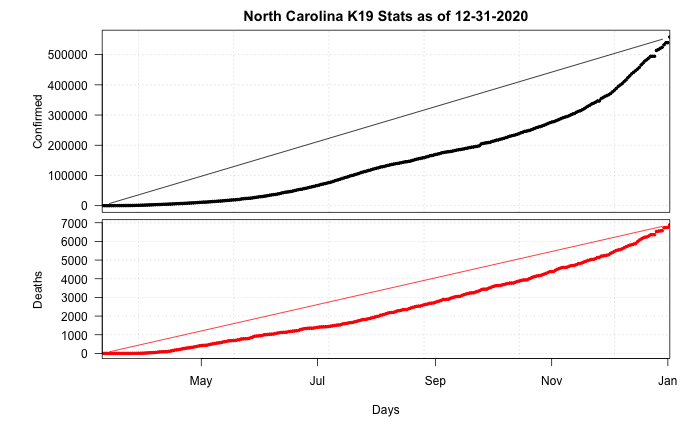 North Carolina K19 Stats as of 12-31-2020
Confirmed
500000
400000
300000
200000
100000
0
Deaths
7000
6000
5000
4000
3000
2000
1000
0
May Jul Sep Nov Jan
Days